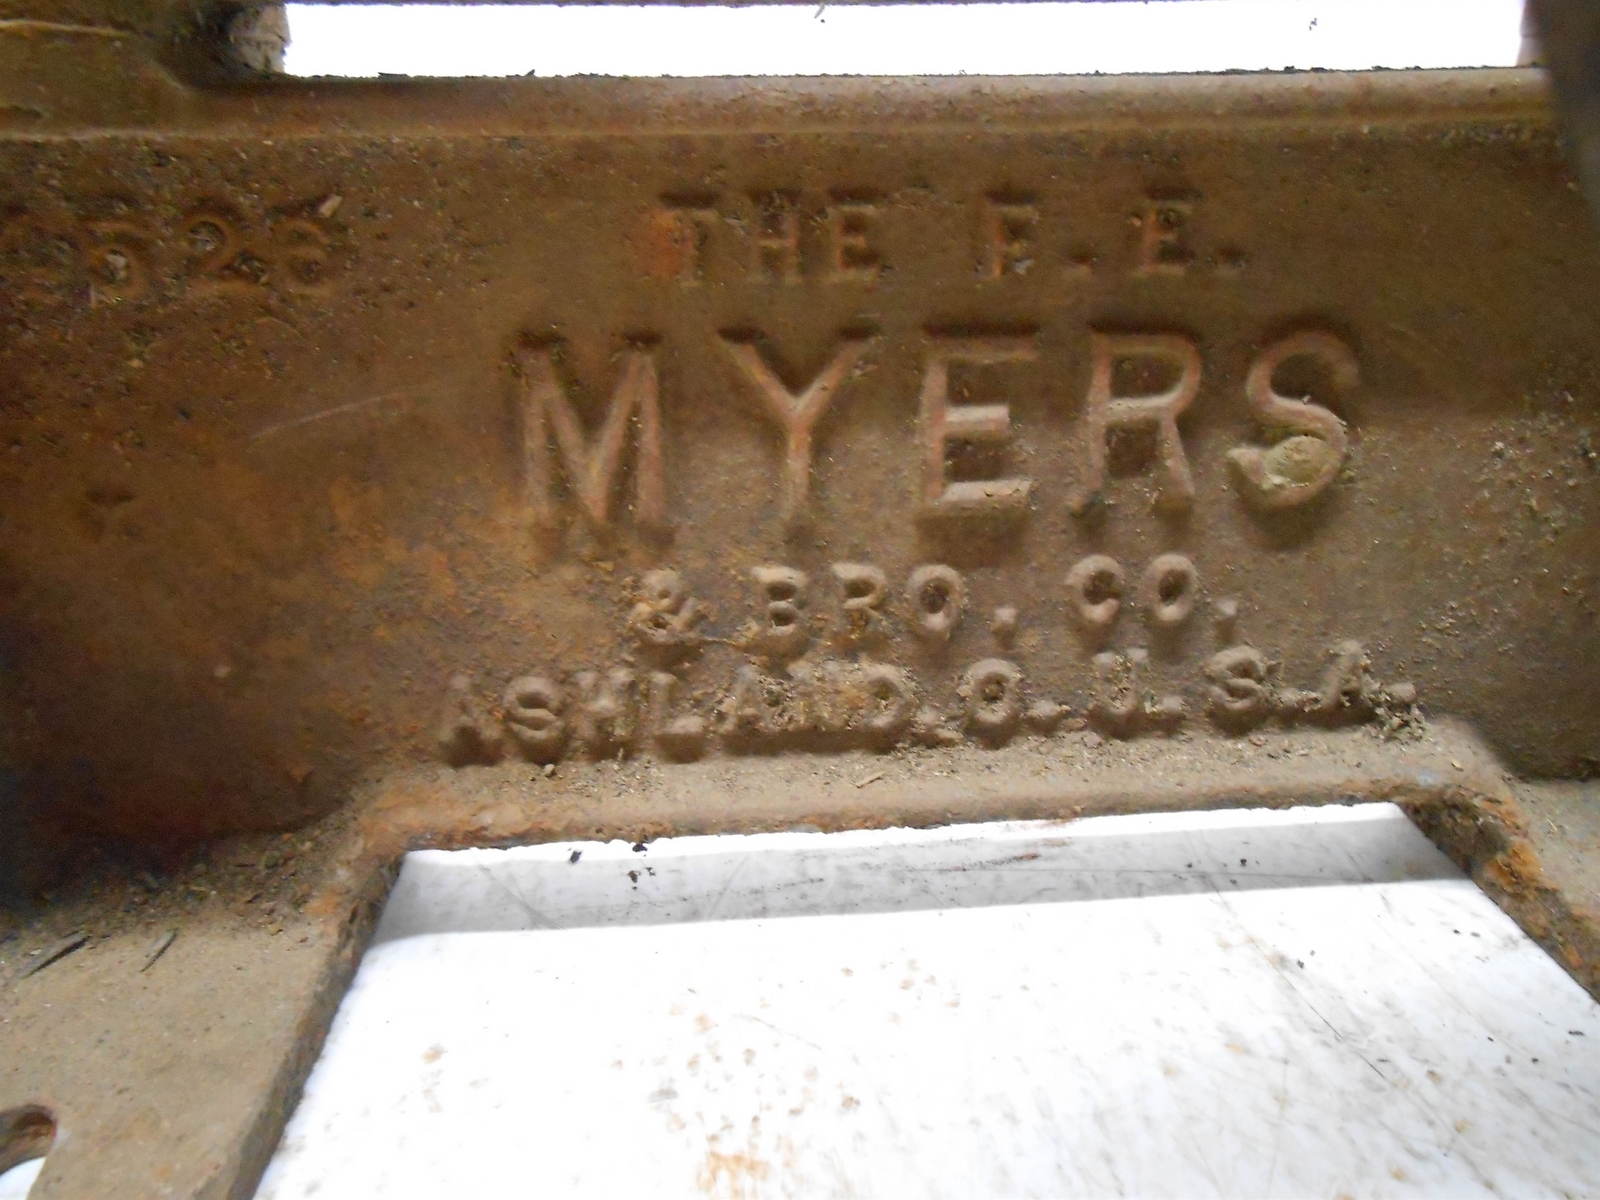 THE F. E.
MYERS
& BRO. CO.
ASHLAND. O. U. S. A.